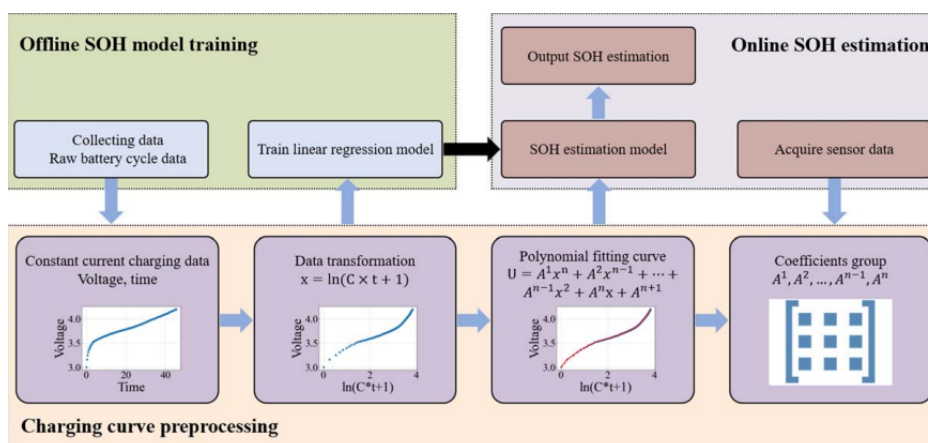 Offline SOH model training
Online SOH estimation
Output SOH estimation
Collecting data
Raw battery cycle data
Train linear regression model
SOH estimation model
Acquire sensor data
Constant current charging data
Voltage, time
Voltage
4.0
3.5
3.0
0
20
40
Time
Data transformation
x = ln(C × t + 1)
Voltage
4.0
3.5
3.0
0
2
4
ln(C*t+1)
Polynomial fitting curve
U = A¹xⁿ + A²xⁿ⁻¹ + ⋯ +
Aⁿ⁻¹x² + Aⁿx + Aⁿ⁺¹
Voltage
4.0
3.5
3.0
0
2
4
ln(C*t+1)
Coefficients group
A¹, A², …, Aⁿ⁻¹, Aⁿ
Charging curve preprocessing